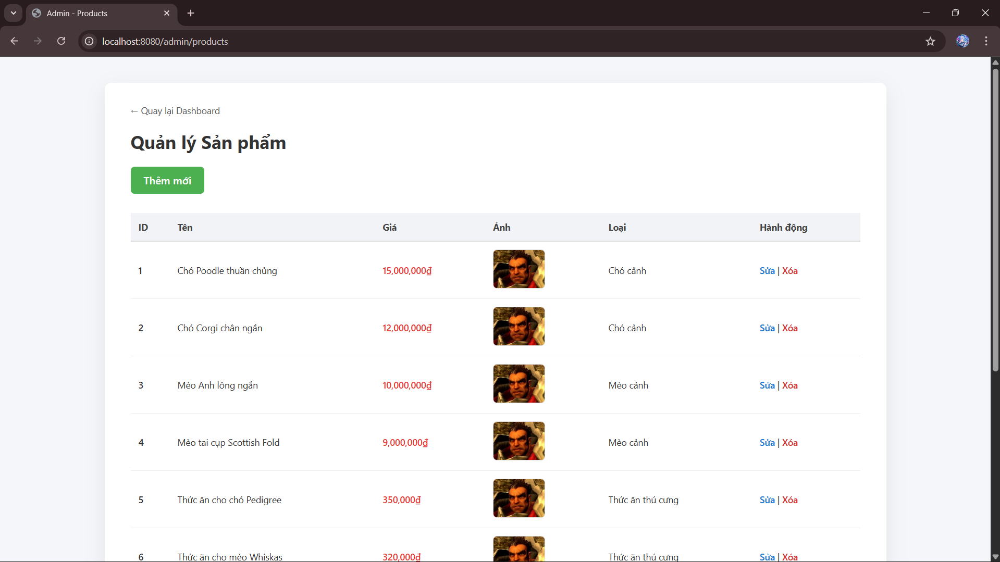 Admin - Products
localhost:8080/admin/products
← Quay lại Dashboard
Quản lý Sản phẩm
Thêm mới
ID Tên Giá Ảnh Loại Hành động
1 Chó Poodle thuần chủng 15,000,000₫ Chó cảnh Sửa | Xóa
2 Chó Corgi chân ngắn 12,000,000₫ Chó cảnh Sửa | Xóa
3 Mèo Anh lông ngắn 10,000,000₫ Mèo cảnh Sửa | Xóa
4 Mèo tai cụp Scottish Fold 9,000,000₫ Mèo cảnh Sửa | Xóa
5 Thức ăn cho chó Pedigree 350,000₫ Thức ăn thú cưng Sửa | Xóa
6 Thức ăn cho mèo Whiskas 320,000₫ Thức ăn thú cưng Sửa | Xóa